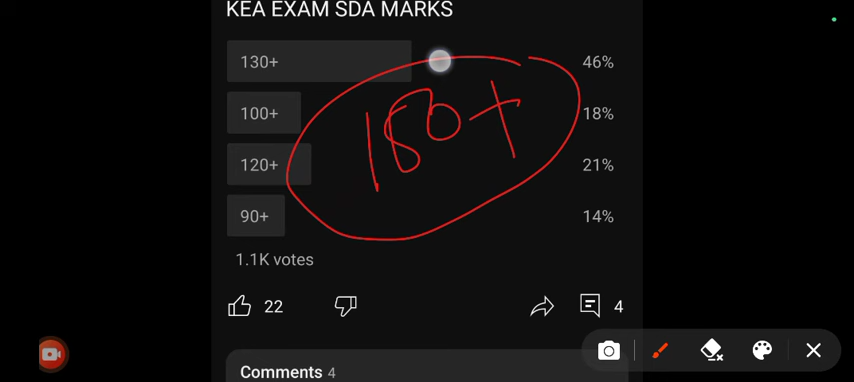 KEA EXAM SDA MARKS
130+ 46%
100+ 18%
120+ 21%
90+ 14%
180+
1.1K votes
22 4
Comments 4